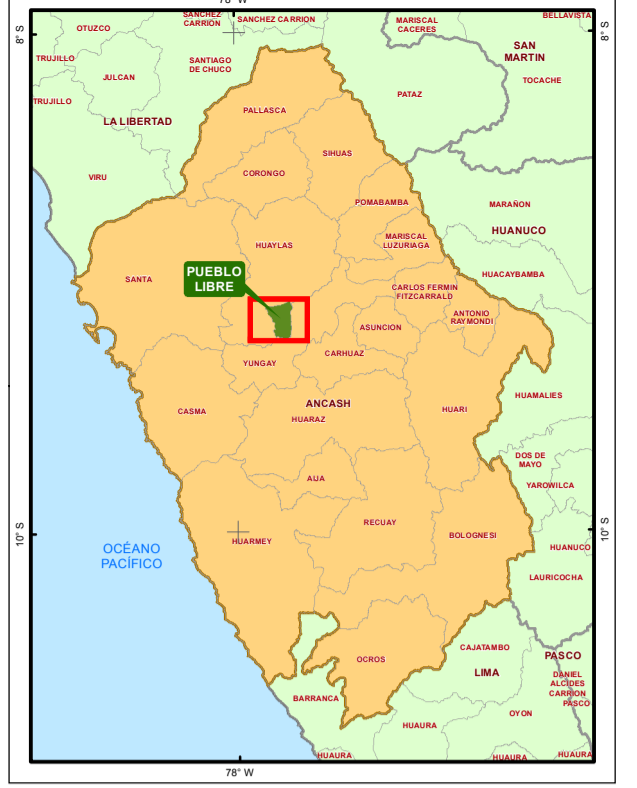 78° W
SANCHEZ
CARRIÓN
SANCHEZ CARRION
MARISCAL
CACERES
BELLAVISTA
OTUZCO
8° S
8° S
SAN
MARTIN
TRUJILLO
SANTIAGO
DE CHUCO
JULCAN
TOCACHE
PATAZ
TRUJILLO
PALLASCA
LA LIBERTAD
SIHUAS
CORONGO
VIRU
POMABAMBA
MARAÑON
HUANUCO
MARISCAL
LUZURIAGA
HUAYLAS
PUEBLO
LIBRE
HUACAYBAMBA
SANTA
CARLOS FERMIN
FITZCARRALD
ANTONIO
RAYMONDI
ASUNCION
CARHUAZ
YUNGAY
HUAMALIES
ANCASH
CASMA
HUARAZ
HUARI
DOS DE
MAYO
AIJA
YAROWILCA
RECUAY
10° S
10° S
BOLOGNESI
HUARMEY
HUANUCO
OCÉANO
PACÍFICO
LAURICOCHA
CAJATAMBO
PASCO
OCROS
LIMA
DANIEL
ALCIDES
CARRION
PASCO
BARRANCA
OYON
HUAURA
HUAURA
HUAURA
HUAURA
78° W